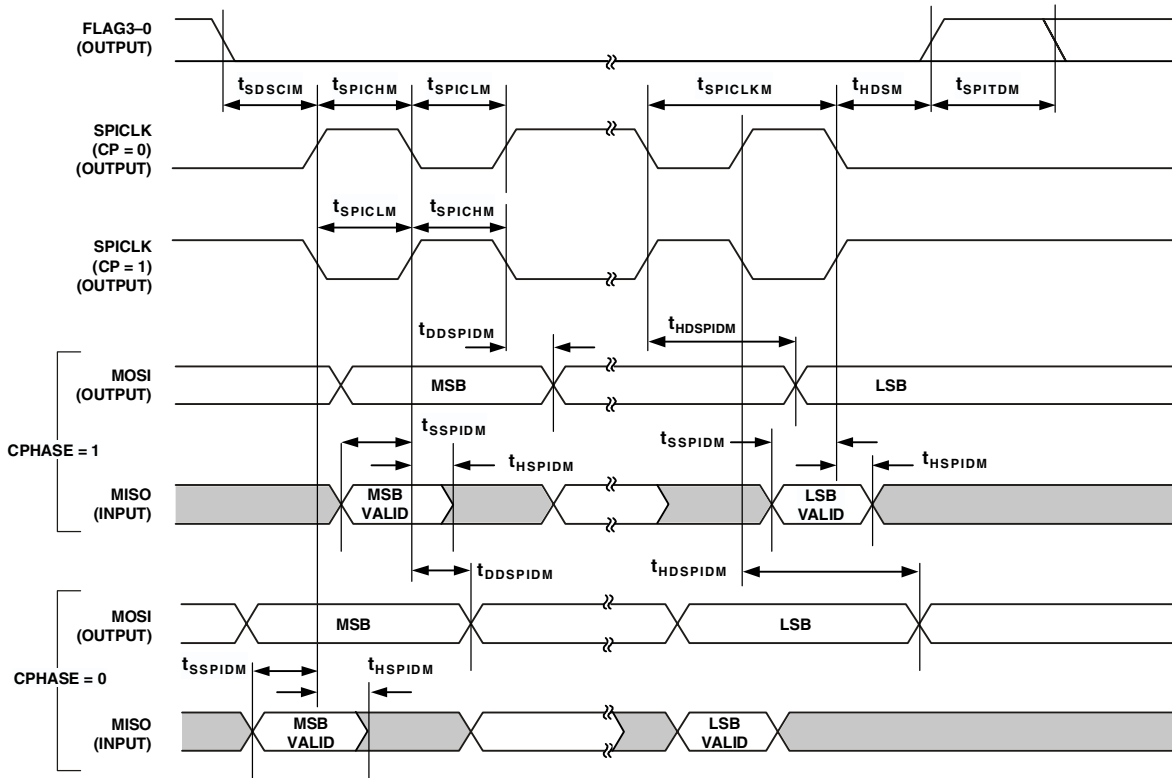 FLAG3–0
(OUTPUT)
tSDSCIM
tSPICHM
tSPICLM
tSPICLKM
tHDSM
tSPITDM
SPICLK
(CP = 0)
(OUTPUT)
tSPICLM
tSPICHM
SPICLK
(CP = 1)
(OUTPUT)
tDDSPIDM
tHDSPIDM
CPHASE = 1
MOSI
(OUTPUT)
MSB
LSB
tSSPIDM
tHSPIDM
tSSPIDM
tHSPIDM
MISO
(INPUT)
MSB
VALID
LSB
VALID
tDDSPIDM
tHDSPIDM
CPHASE = 0
MOSI
(OUTPUT)
MSB
LSB
tSSPIDM
tHSPIDM
MISO
(INPUT)
MSB
VALID
LSB
VALID